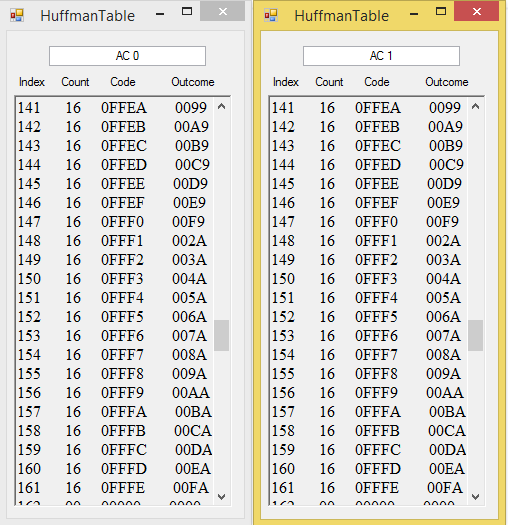 HuffmanTable
AC 0
Index Count Code Outcome
141 16 0FFEA 0099
142 16 0FFEB 00A9
143 16 0FFEC 00B9
144 16 0FFED 00C9
145 16 0FFEE 00D9
146 16 0FFEF 00E9
147 16 0FFF0 00F9
148 16 0FFF1 002A
149 16 0FFF2 003A
150 16 0FFF3 004A
151 16 0FFF4 005A
152 16 0FFF5 006A
153 16 0FFF6 007A
154 16 0FFF7 008A
155 16 0FFF8 009A
156 16 0FFF9 00AA
157 16 0FFFA 00BA
158 16 0FFFB 00CA
159 16 0FFFC 00DA
160 16 0FFFD 00EA
161 16 0FFFE 00FA
HuffmanTable
AC 1
Index Count Code Outcome
141 16 0FFEA 0099
142 16 0FFEB 00A9
143 16 0FFEC 00B9
144 16 0FFED 00C9
145 16 0FFEE 00D9
146 16 0FFEF 00E9
147 16 0FFF0 00F9
148 16 0FFF1 002A
149 16 0FFF2 003A
150 16 0FFF3 004A
151 16 0FFF4 005A
152 16 0FFF5 006A
153 16 0FFF6 007A
154 16 0FFF7 008A
155 16 0FFF8 009A
156 16 0FFF9 00AA
157 16 0FFFA 00BA
158 16 0FFFB 00CA
159 16 0FFFC 00DA
160 16 0FFFD 00EA
161 16 0FFFE 00FA